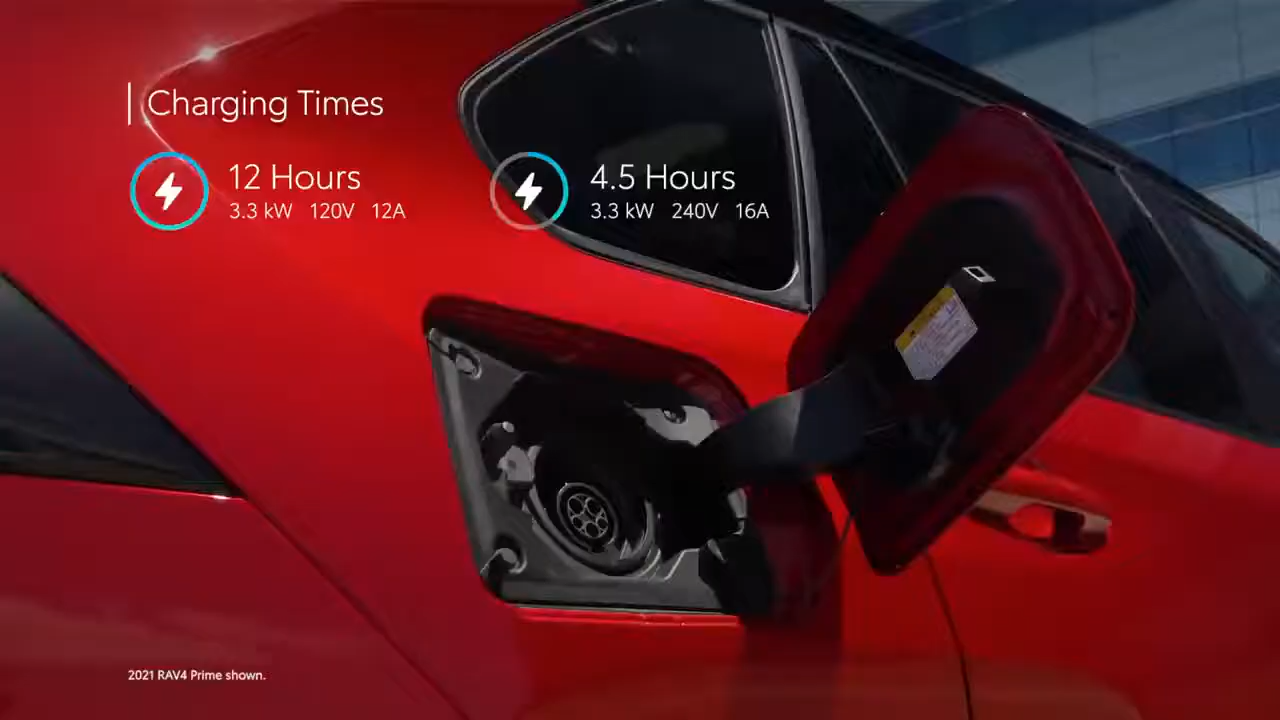 Charging Times
12 Hours
3.3 kW 120V 12A
4.5 Hours
3.3 kW 240V 16A
2021 RAV4 Prime shown.